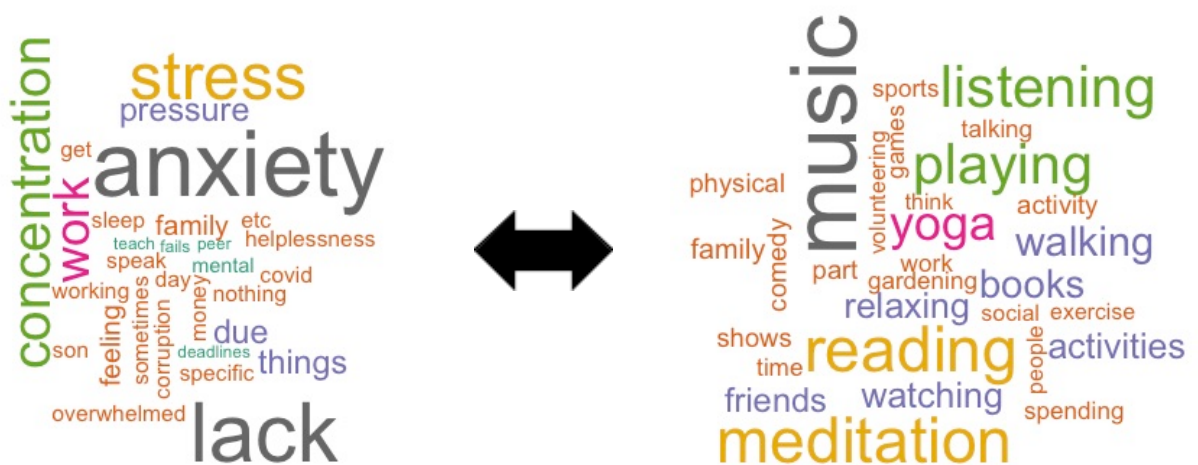 concentration
stress
pressure
get
anxiety
work
sleep family etc
teach fails peer helplessness
speak mental covid
working day money nothing
feeling sometimes corruption due
son deadlines things
specific
overwhelmed lack
music
sports listening
volunteering games talking
playing
physical think activity
yoga walking
family comedy part work
gardening books
relaxing social exercise
shows reading people activities
time
friends watching spending
meditation